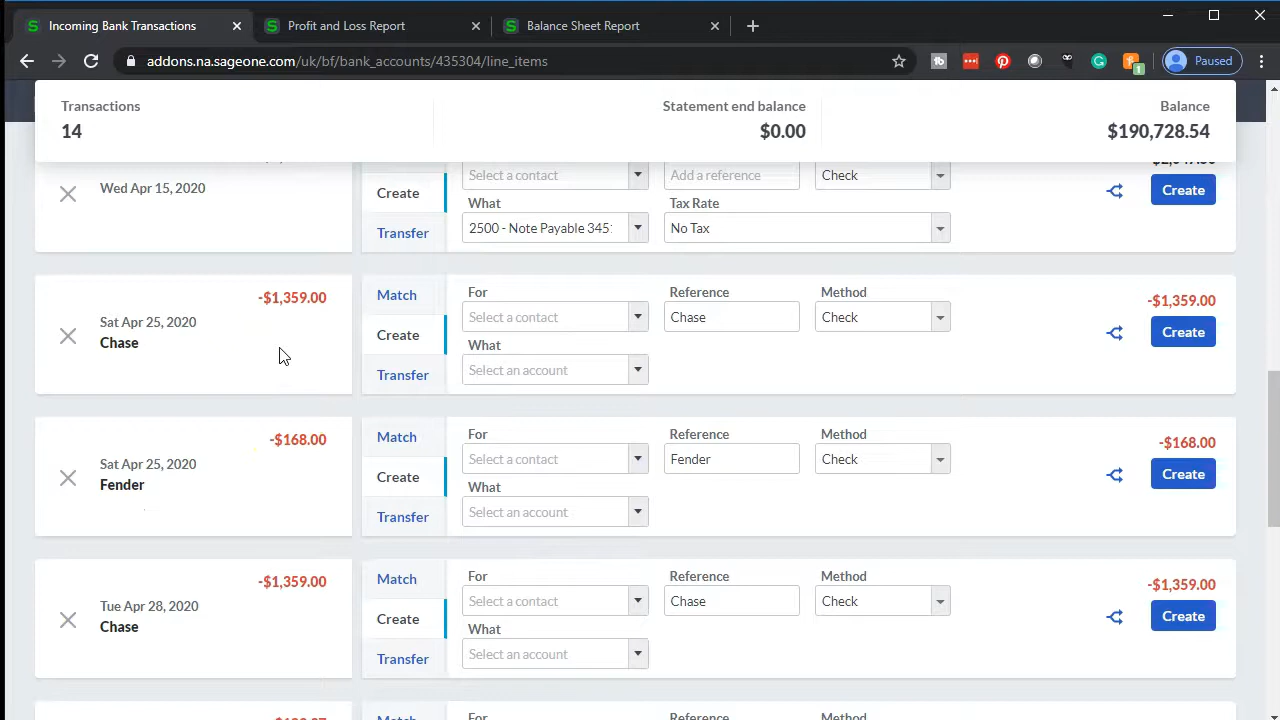 Incoming Bank Transactions
Profit and Loss Report
Balance Sheet Report
addons.na.sageone.com/uk/bf/bank_accounts/435304/line_items
1
Paused
Transactions
14
Statement end balance
$0.00
Balance
$190,728.54
Wed Apr 15, 2020
Create
Transfer
Select a contact
Add a reference
Check
What
Tax Rate
2500 - Note Payable 345
No Tax
Create
-$1,359.00
Sat Apr 25, 2020
Chase
Match
Create
Transfer
For
Reference
Method
Select a contact
Chase
Check
What
Select an account
-$1,359.00
Create
-$168.00
Sat Apr 25, 2020
Fender
Match
Create
Transfer
For
Reference
Method
Select a contact
Fender
Check
What
Select an account
-$168.00
Create
-$1,359.00
Tue Apr 28, 2020
Chase
Match
Create
Transfer
For
Reference
Method
Select a contact
Chase
Check
What
Select an account
-$1,359.00
Create
Match
For
Reference
Method